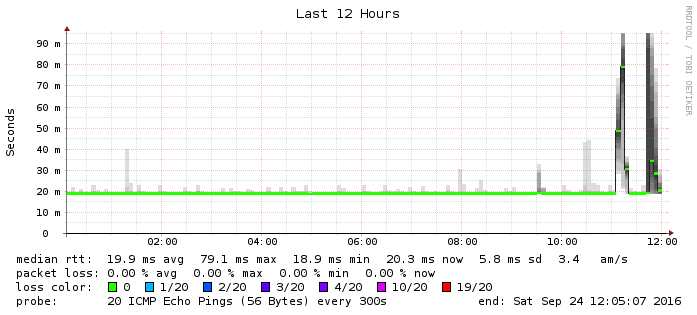 Last 12 Hours
RRDTOOL / TOBI OETIKER
Seconds
90 m
80 m
70 m
60 m
50 m
40 m
30 m
20 m
10 m
0
02:00 04:00 06:00 08:00 10:00 12:00
median rtt: 19.9 ms avg 79.1 ms max 18.9 ms min 20.3 ms now 5.8 ms sd 3.4 am/s
packet loss: 0.00 % avg 0.00 % max 0.00 % min 0.00 % now
loss color: 0 1/20 2/20 3/20 4/20 10/20 19/20
probe: 20 ICMP Echo Pings (56 Bytes) every 300s end: Sat Sep 24 12:05:07 2016